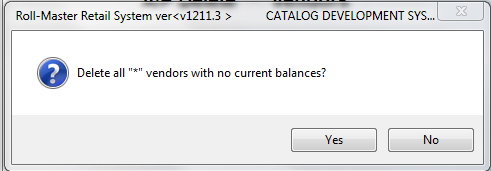 Roll-Master Retail System ver<v1211.3 > CATALOG DEVELOPMENT SYS...
Delete all "*" vendors with no current balances?
Yes No